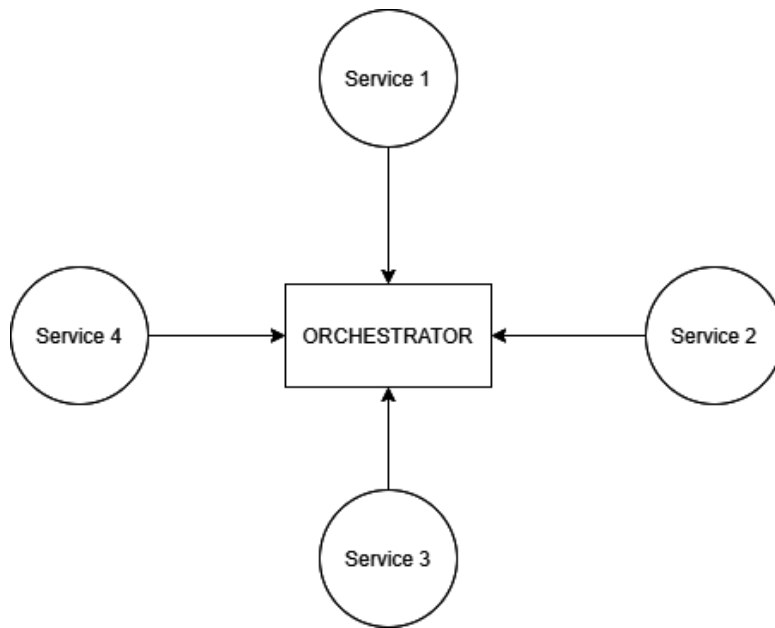 Service 1
Service 4
ORCHESTRATOR
Service 2
Service 3